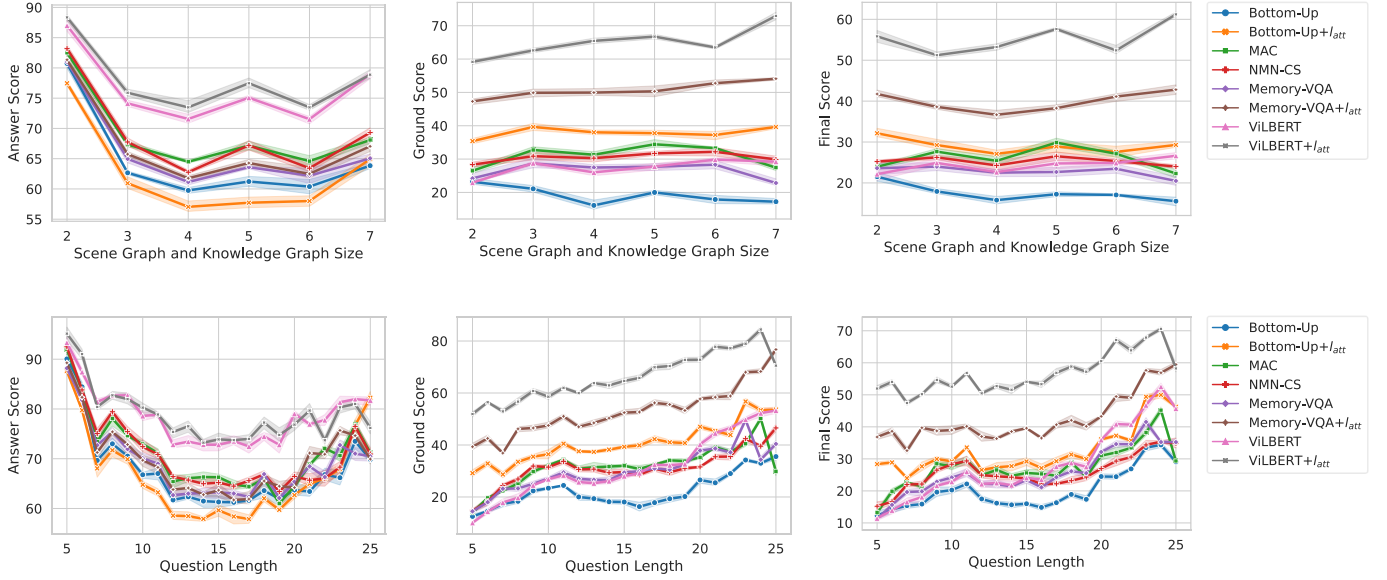 90
85
80
75
70
65
60
55
Answer Score
2 3 4 5 6 7
Scene Graph and Knowledge Graph Size
70
60
50
40
30
20
Ground Score
2 3 4 5 6 7
Scene Graph and Knowledge Graph Size
60
50
40
30
20
Final Score
2 3 4 5 6 7
Scene Graph and Knowledge Graph Size
Bottom-Up
Bottom-Up+l_att
MAC
NMN-CS
Memory-VQA
Memory-VQA+l_att
ViLBERT
ViLBERT+l_att
90
80
70
60
Answer Score
5 10 15 20 25
Question Length
80
60
40
20
Ground Score
5 10 15 20 25
Question Length
70
60
50
40
30
20
10
Final Score
5 10 15 20 25
Question Length
Bottom-Up
Bottom-Up+l_att
MAC
NMN-CS
Memory-VQA
Memory-VQA+l_att
ViLBERT
ViLBERT+l_att